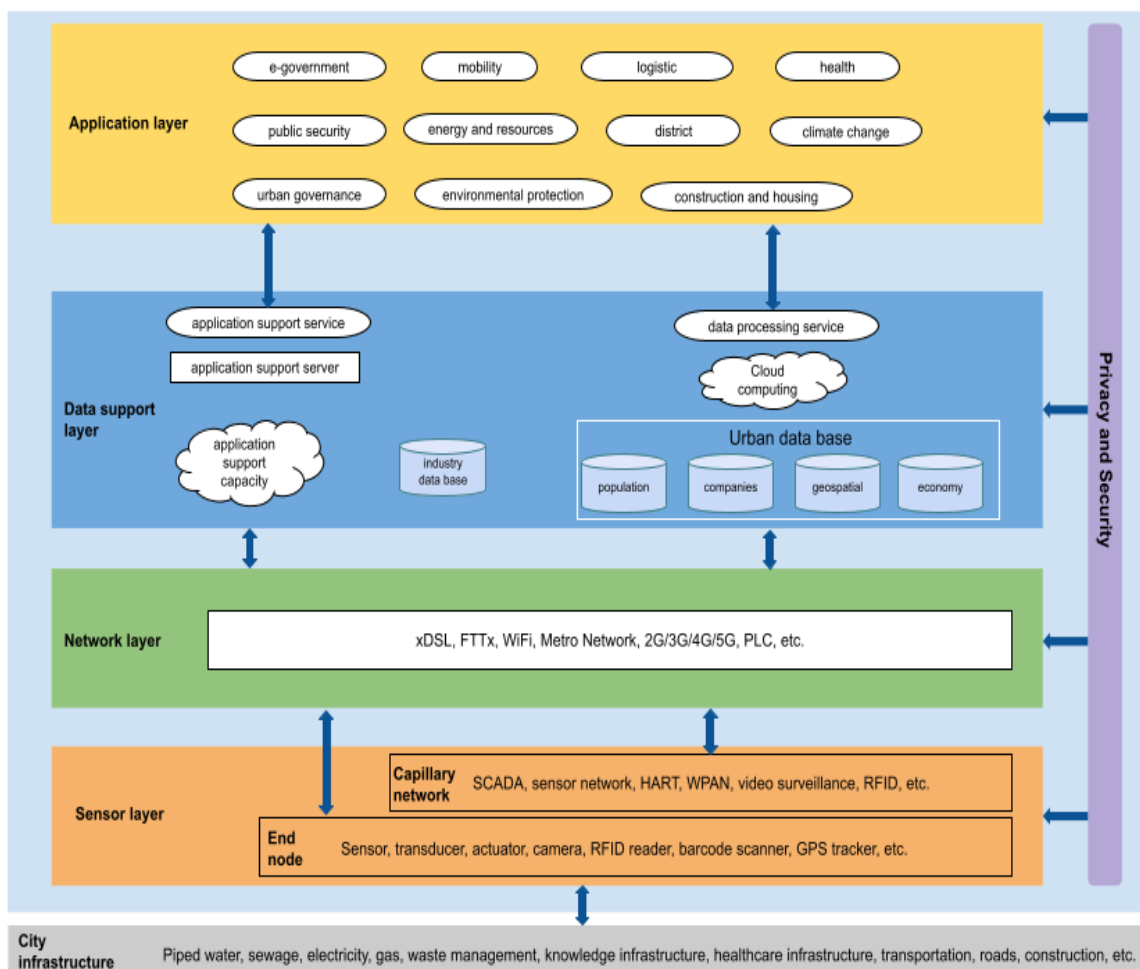 e-government
mobility
logistic
health
Application layer
public security
energy and resources
district
climate change
urban governance
environmental protection
construction and housing
application support service
data processing service
application support server
Cloud
computing
Data support
layer
application
support
capacity
industry
data base
Urban data base
population
companies
geospatial
economy
Privacy and Security
Network layer
xDSL, FTTx, WiFi, Metro Network, 2G/3G/4G/5G, PLC, etc.
Sensor layer
Capillary
network
SCADA, sensor network, HART, WPAN, video surveillance, RFID, etc.
End
node
Sensor, transducer, actuator, camera, RFID reader, barcode scanner, GPS tracker, etc.
City
infrastructure
Piped water, sewage, electricity, gas, waste management, knowledge infrastructure, healthcare infrastructure, transportation, roads, construction, etc.